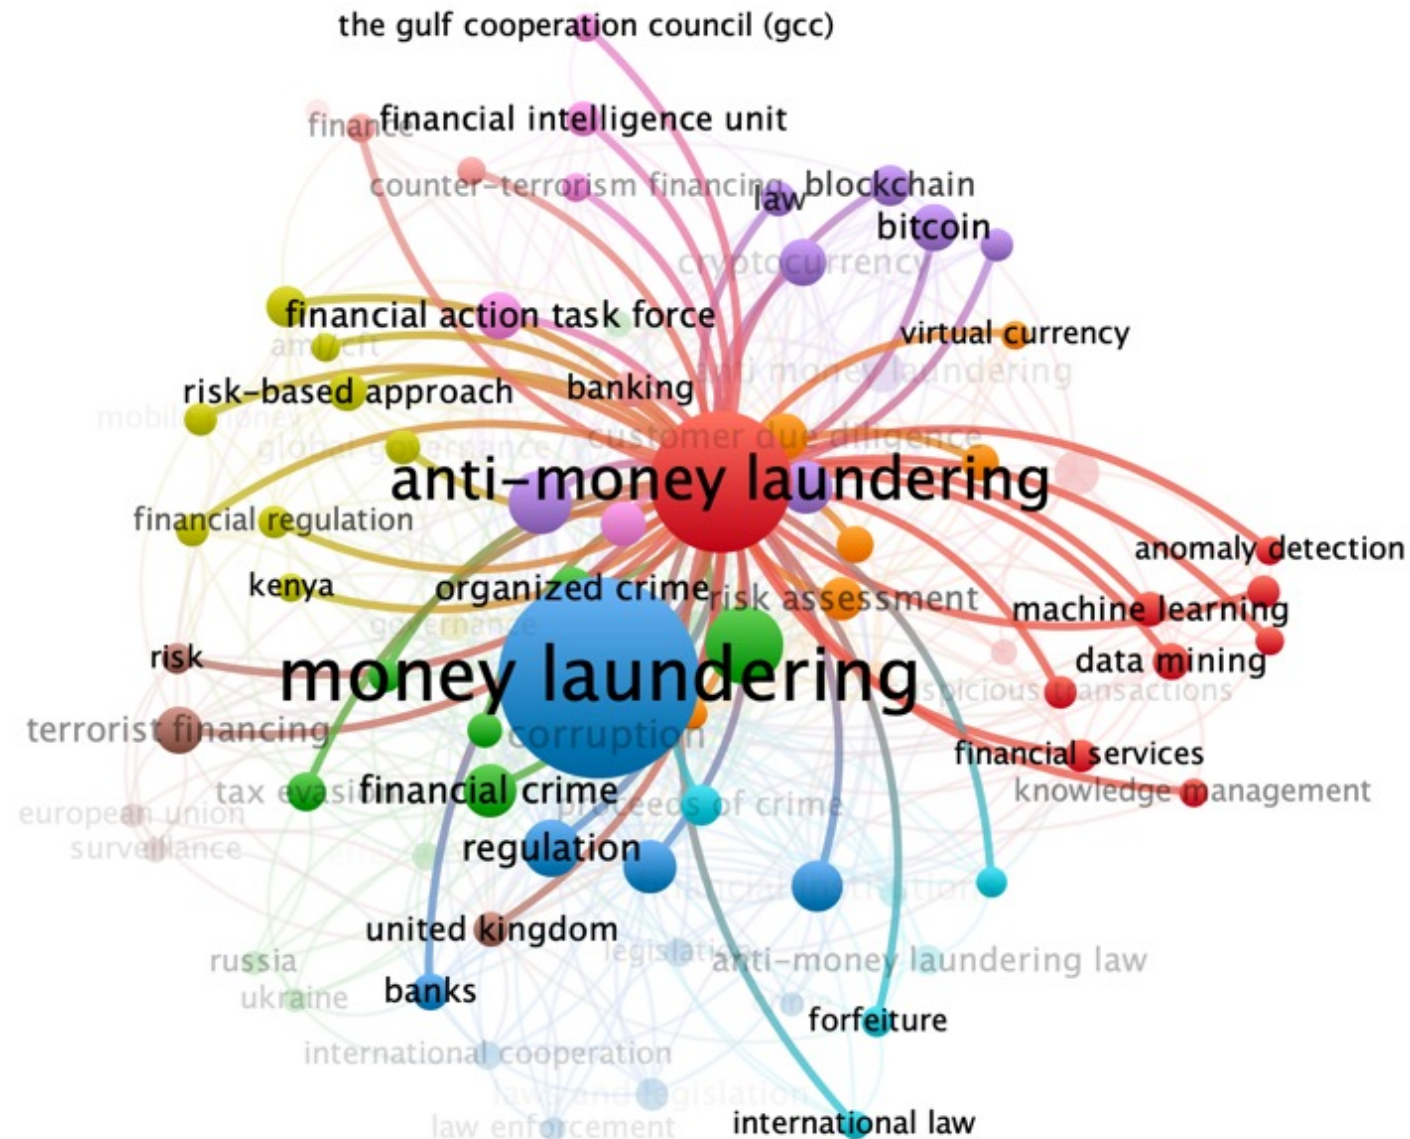 the gulf cooperation council (gcc)
finance
financial intelligence unit
counter-terrorism financing
law
blockchain
bitcoin
cryptocurrency
financial action task force
virtual currency
anti money laundering
risk-based approach
banking
mobile money
customer due diligence
global governance
anti-money laundering
financial regulation
anomaly detection
kenya
organized crime
risk assessment
machine learning
governance
risk
money laundering
data mining
suspicious transactions
terrorist financing
corruption
financial services
tax evasion
financial crime
proceeds of crime
knowledge management
european union
surveillance
regulation
financial institutions
united kingdom
legislation
anti-money laundering law
russia
ukraine
banks
forfeiture
international cooperation
laws and legislation
law enforcement
international law